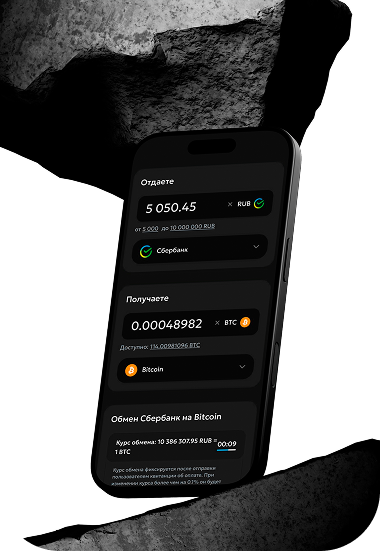 Отдаете
5 050.45 × RUB
от 5 000 до 10 000 000 RUB
Сбербанк
Получаете
0.00048982 × BTC
Доступно: 114.00981096 BTC
Bitcoin
Обмен Сбербанк на Bitcoin
Курс обмена: 10 386 307.95 RUB =
1 BTC
00:09
Курс обмена фиксируется после отправки
пользователем квитанции об оплате. При
изменении курса более чем на 0,1% он будет